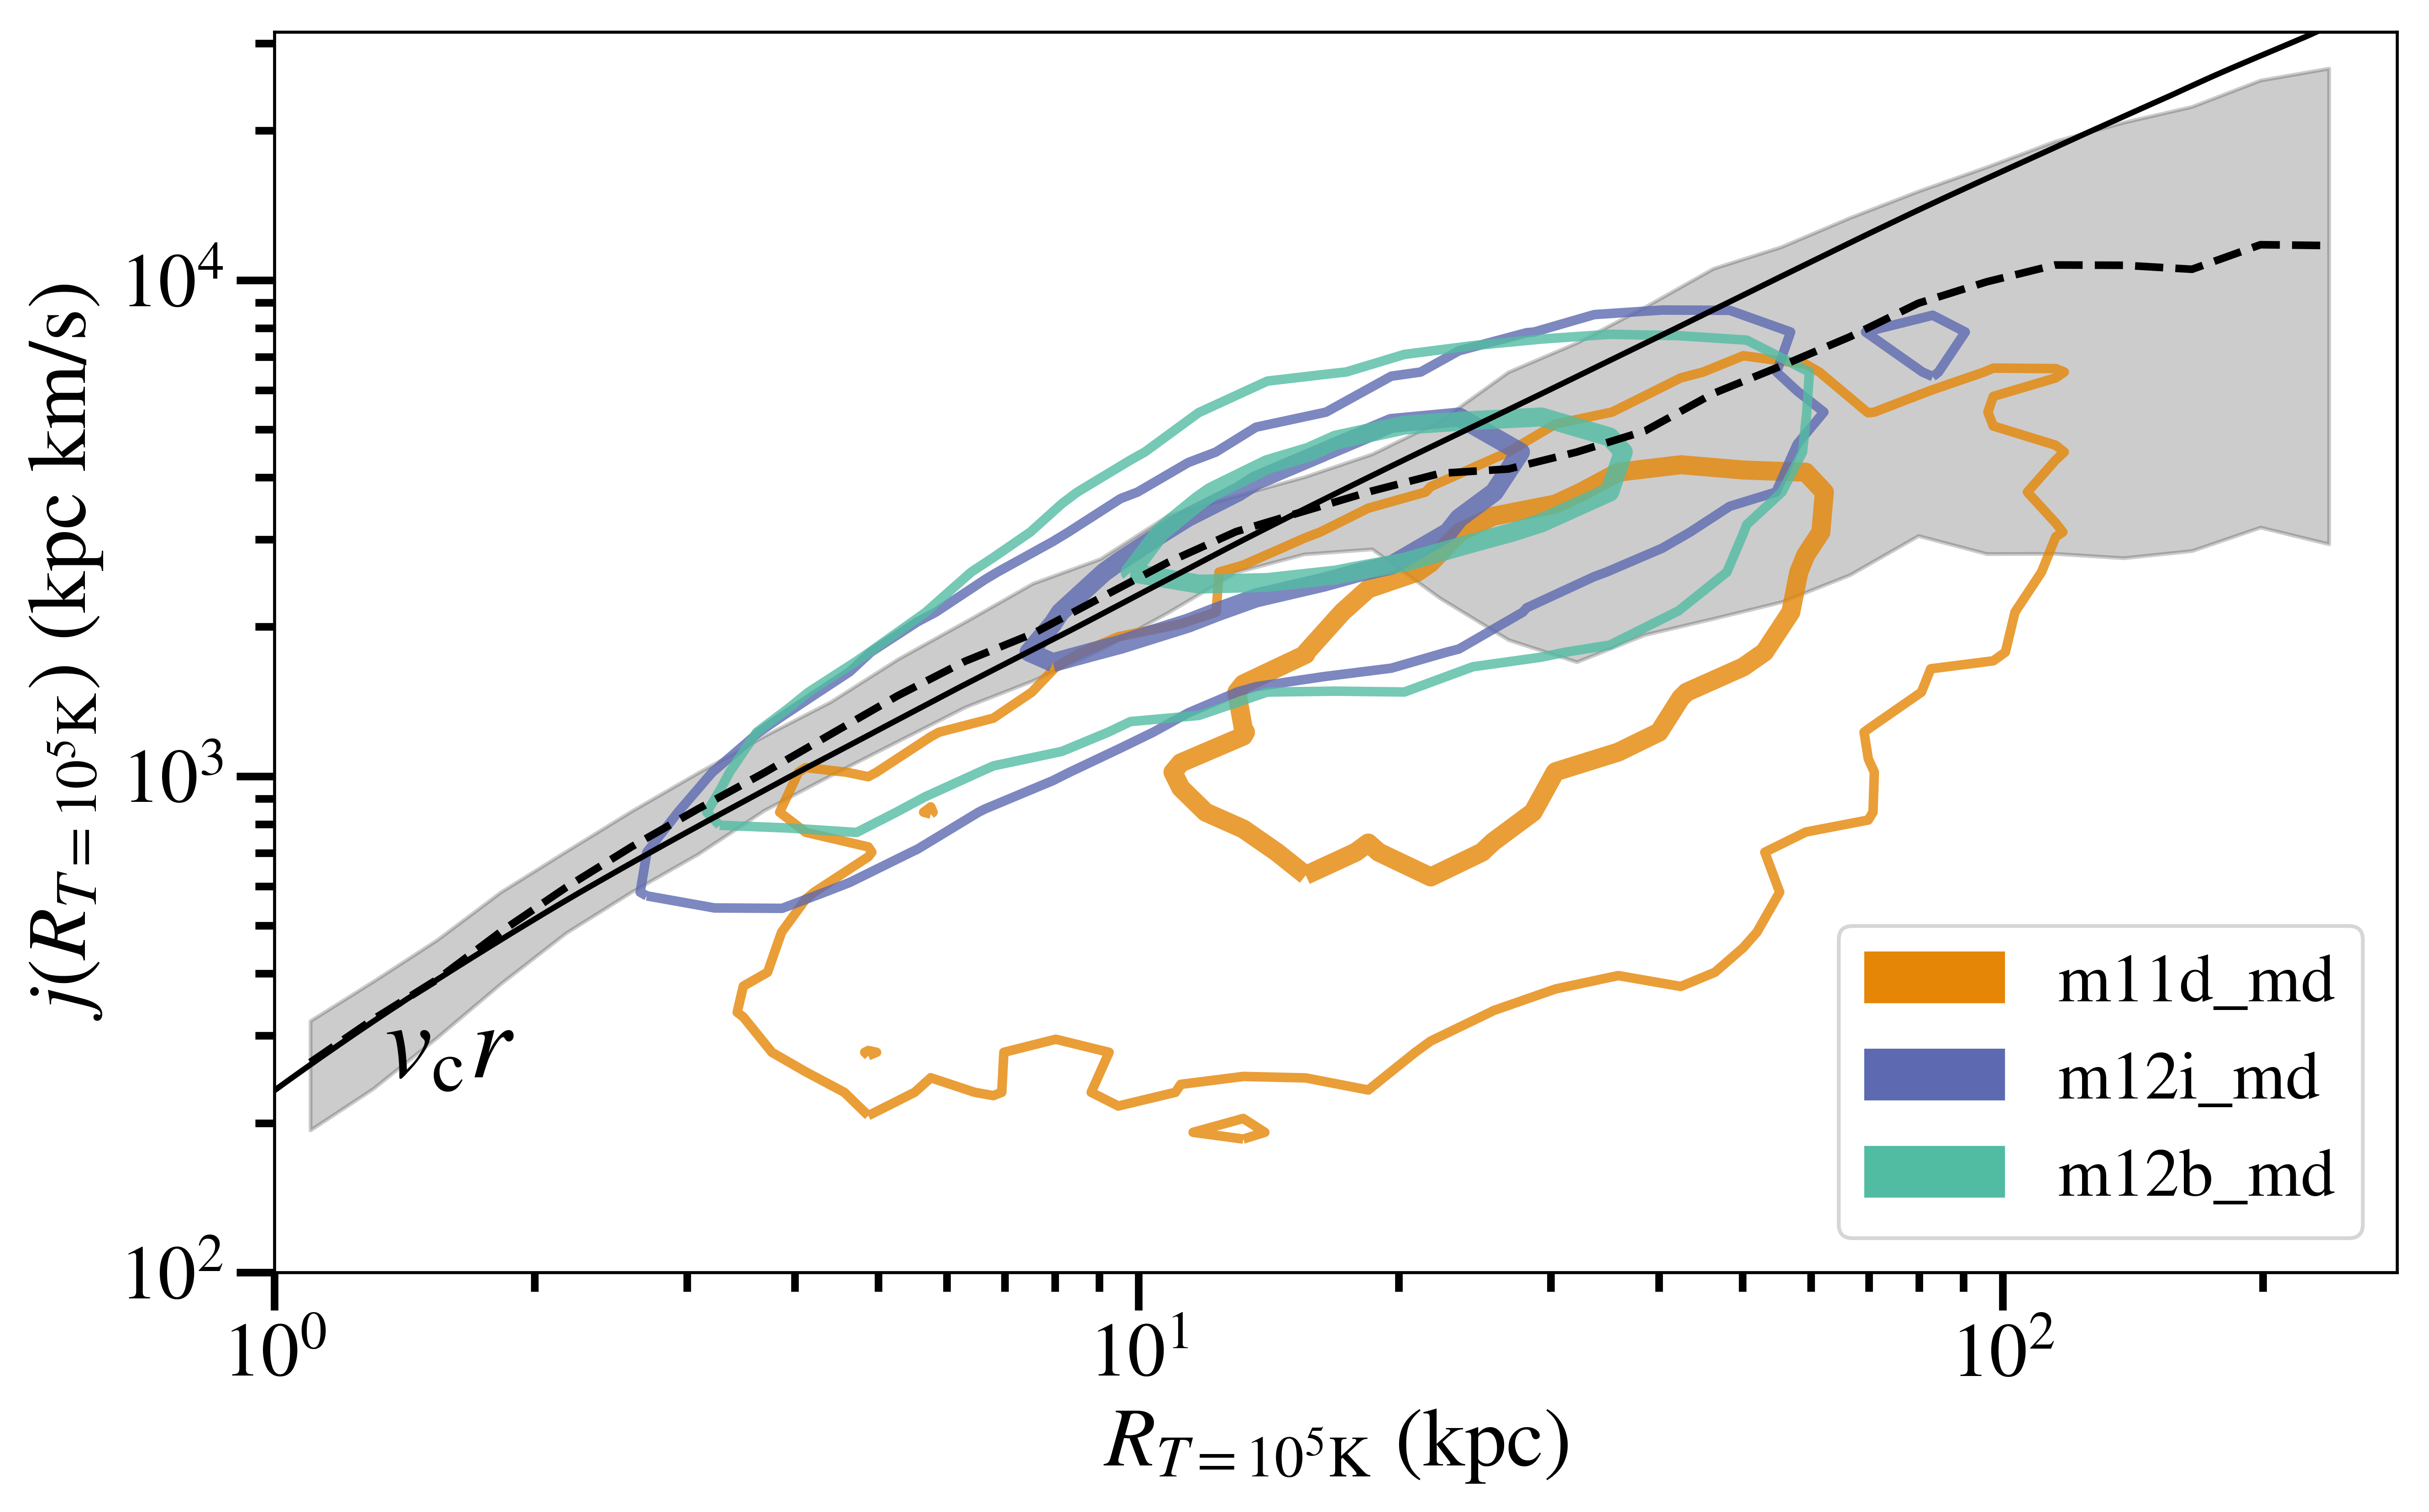 j(R_{T=10^5K}) (kpc km/s)
10^4
10^3
10^2
v_c r
m11d_md
m12i_md
m12b_md
10^0 10^1 10^2
R_{T=10^5K} (kpc)